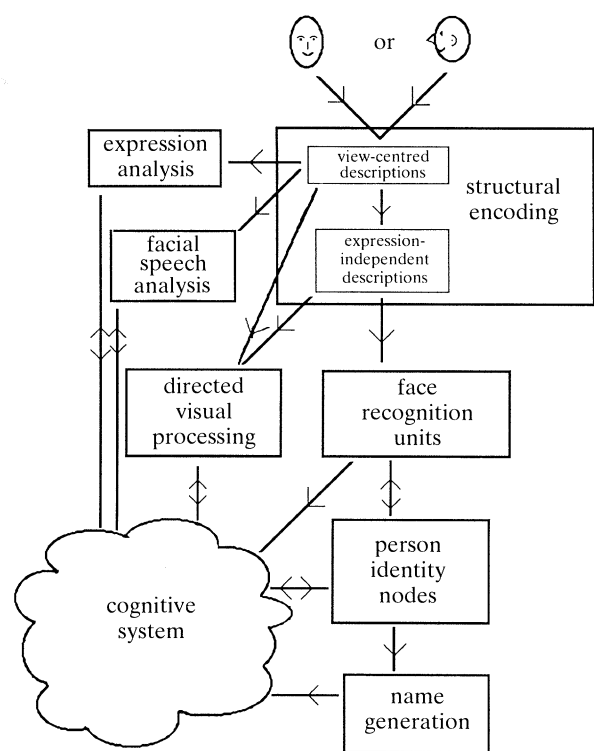 or
expression
analysis
view-centred
descriptions
structural
encoding
facial
speech
analysis
expression-
independent
descriptions
directed
visual
processing
face
recognition
units
person
identity
nodes
cognitive
system
name
generation